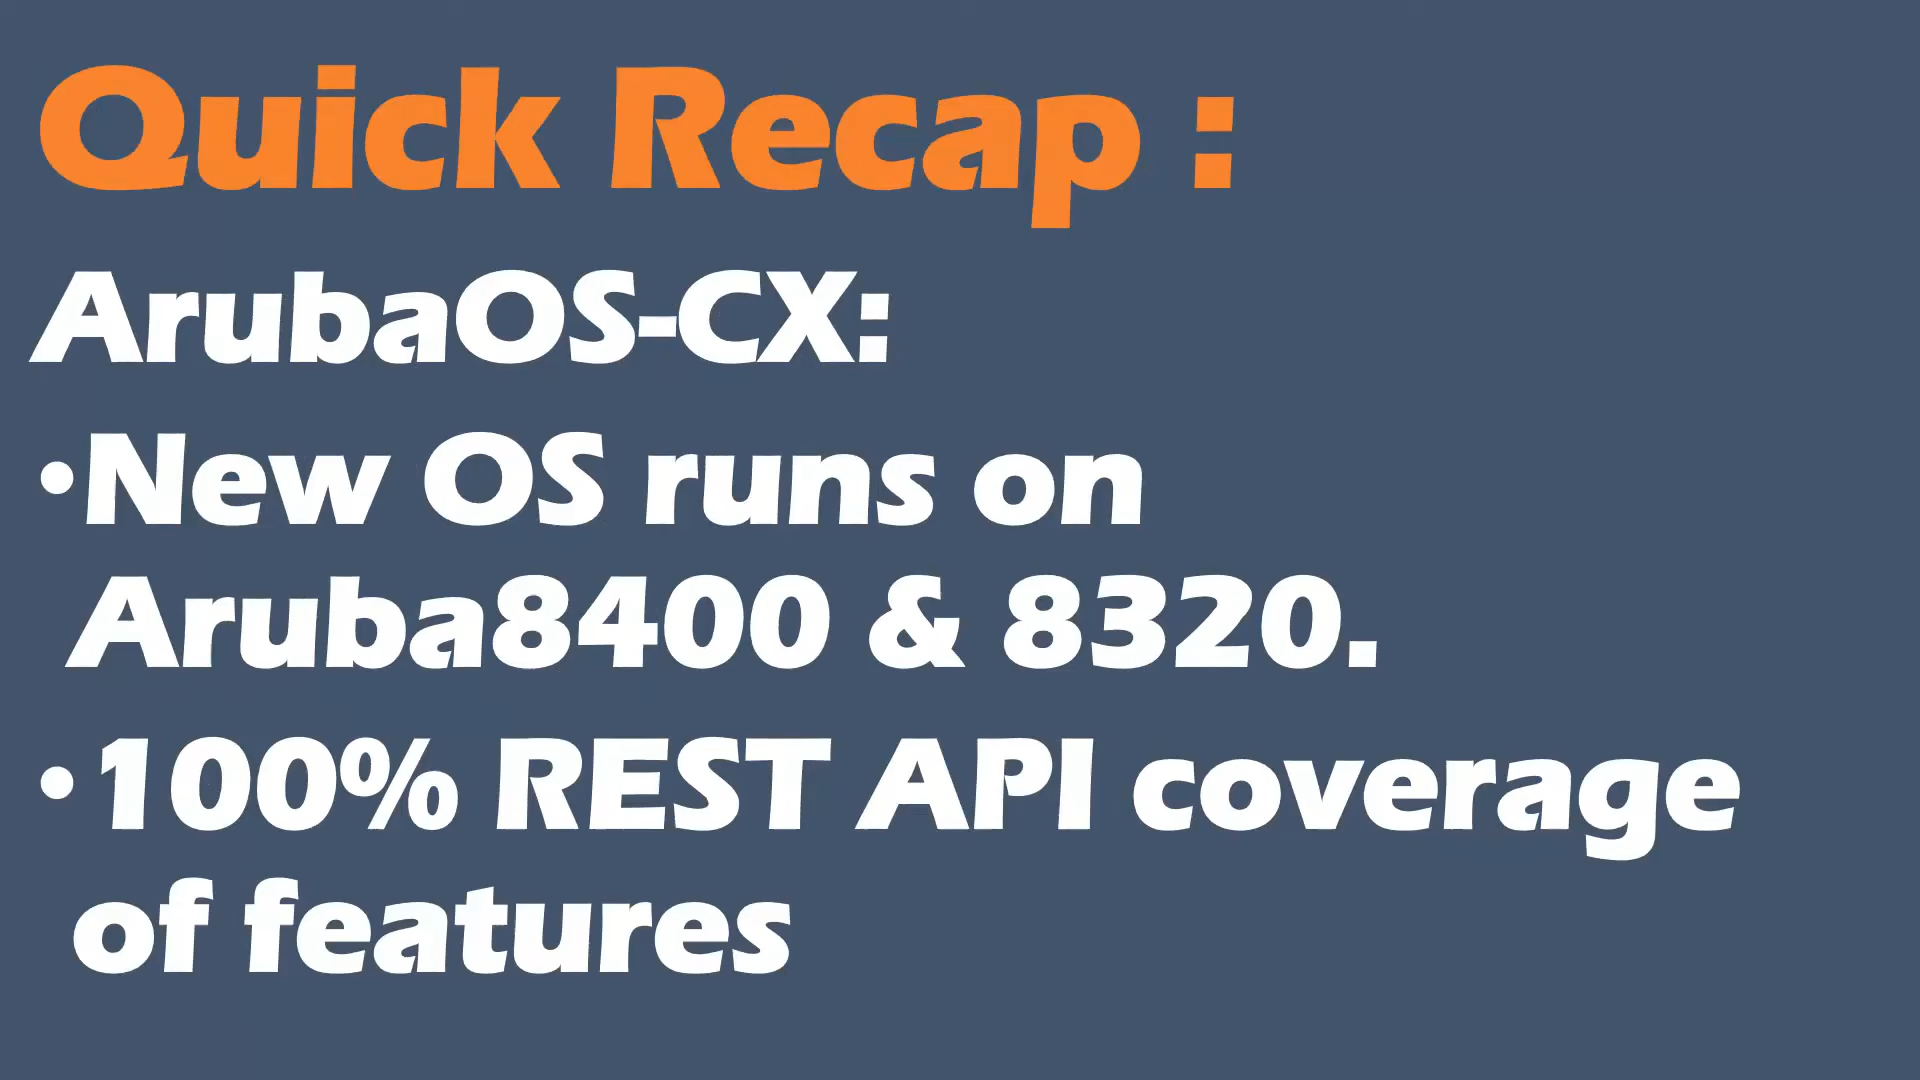 Quick Recap :
ArubaOS-CX:
•New OS runs on
Aruba8400 & 8320.
•100% REST API coverage
of features